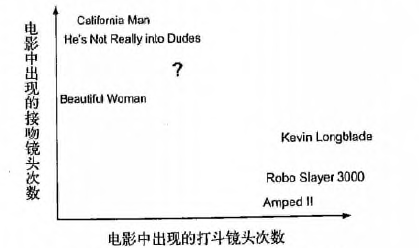 电影中出现的接吻镜头次数
California Man
He's Not Really into Dudes
?
Beautiful Woman
Kevin Longblade
Robo Slayer 3000
Amped II
电影中出现的打斗镜头次数